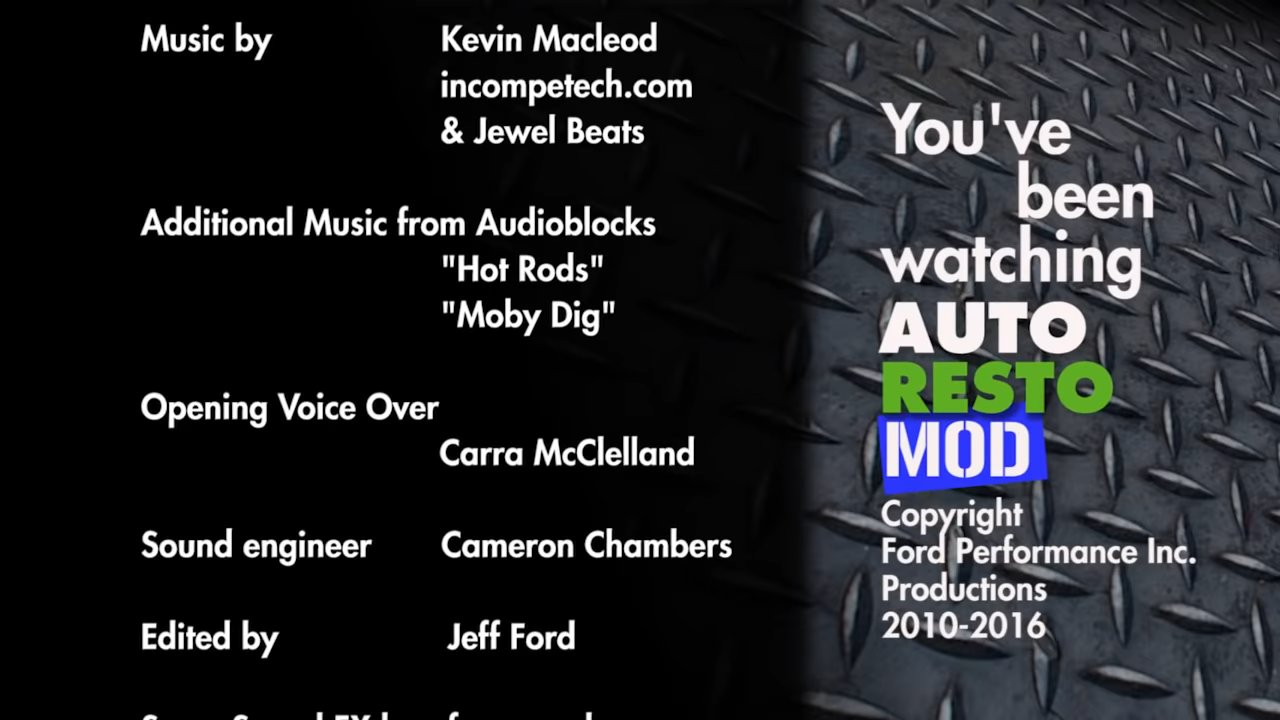 Music by Kevin Macleod
incompetech.com
& Jewel Beats
Additional Music from Audioblocks
"Hot Rods"
"Moby Dig"
Opening Voice Over
Carra McClelland
Sound engineer Cameron Chambers
Edited by Jeff Ford
You've
been
watching
AUTO
RESTO
MOD
Copyright
Ford Performance Inc.
Productions
2010-2016